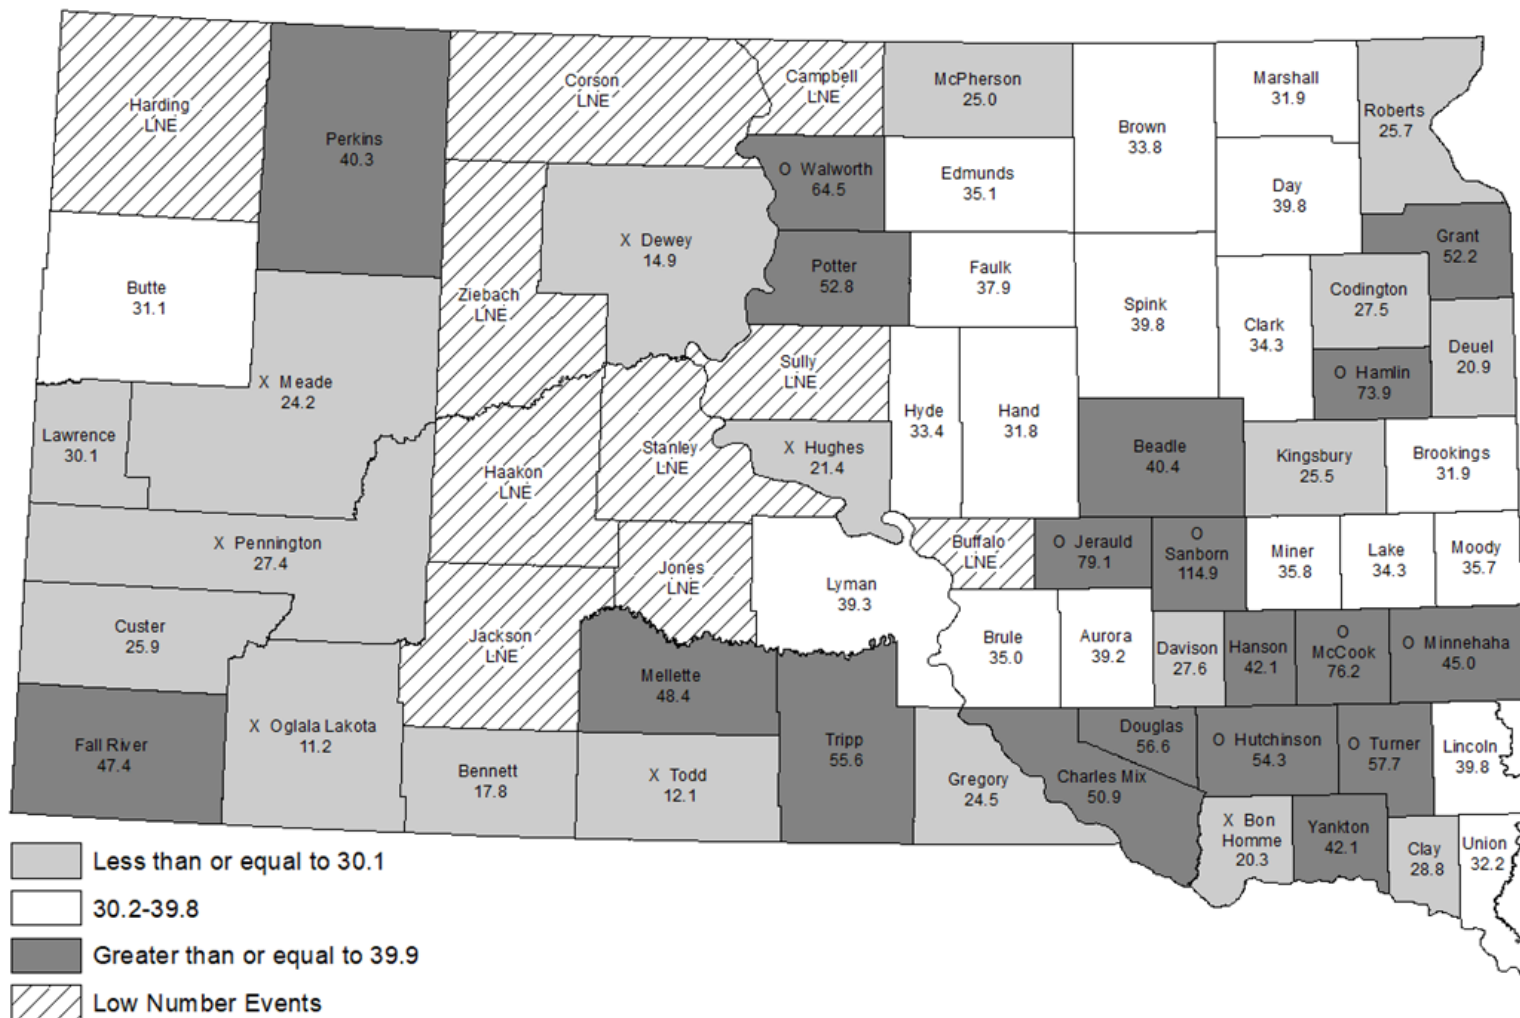 Harding
LNE
Perkins
40.3
Corson
LNE
Campbell
LNE
McPherson
25.0
Brown
33.8
Marshall
31.9
Roberts
25.7
O Walworth
64.5
Edmunds
35.1
Day
39.8
X Dewey
14.9
Grant
52.2
Butte
31.1
Ziebach
LNE
Potter
52.8
Faulk
37.9
Spink
39.8
Clark
34.3
Codington
27.5
Deuel
20.9
X Meade
24.2
Sully
LNE
O Hamlin
73.9
Hyde
33.4
Hand
31.8
Lawrence
30.1
Haakon
LNE
Stanley
LNE
X Hughes
21.4
Beadle
40.4
Kingsbury
25.5
Brookings
31.9
X Pennington
27.4
Jones
LNE
Lyman
39.3
Buffalo
LNE
O Jerauld
79.1
O
Sanborn
114.9
Miner
35.8
Lake
34.3
Moody
35.7
Custer
25.9
Jackson
LNE
Brule
35.0
Aurora
39.2
Davison
27.6
Hanson
42.1
O
McCook
76.2
O Minnehaha
45.0
Mellette
48.4
Fall River
47.4
X Oglala Lakota
11.2
Bennett
17.8
X Todd
12.1
Tripp
55.6
Gregory
24.5
Charles Mix
50.9
Douglas
56.6
O Hutchinson
54.3
O Turner
57.7
Lincoln
39.8
X Bon
Homme
20.3
Yankton
42.1
Clay
28.8
Union
32.2
Less than or equal to 30.1
30.2-39.8
Greater than or equal to 39.9
Low Number Events